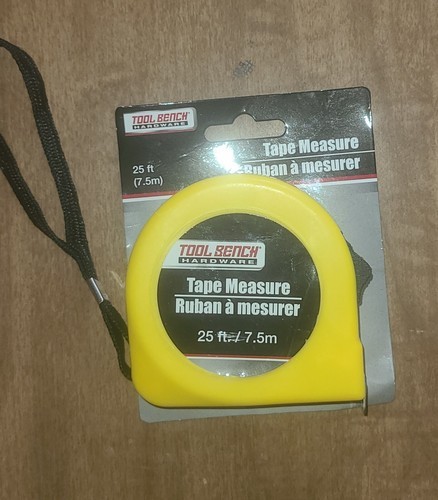 TOOL BENCH
HARDWARE
25 ft
(7.5m)
Tape Measure
Ruban à mesurer
TOOL BENCH
HARDWARE
Tape Measure
Ruban à mesurer
25 ft. / 7.5m